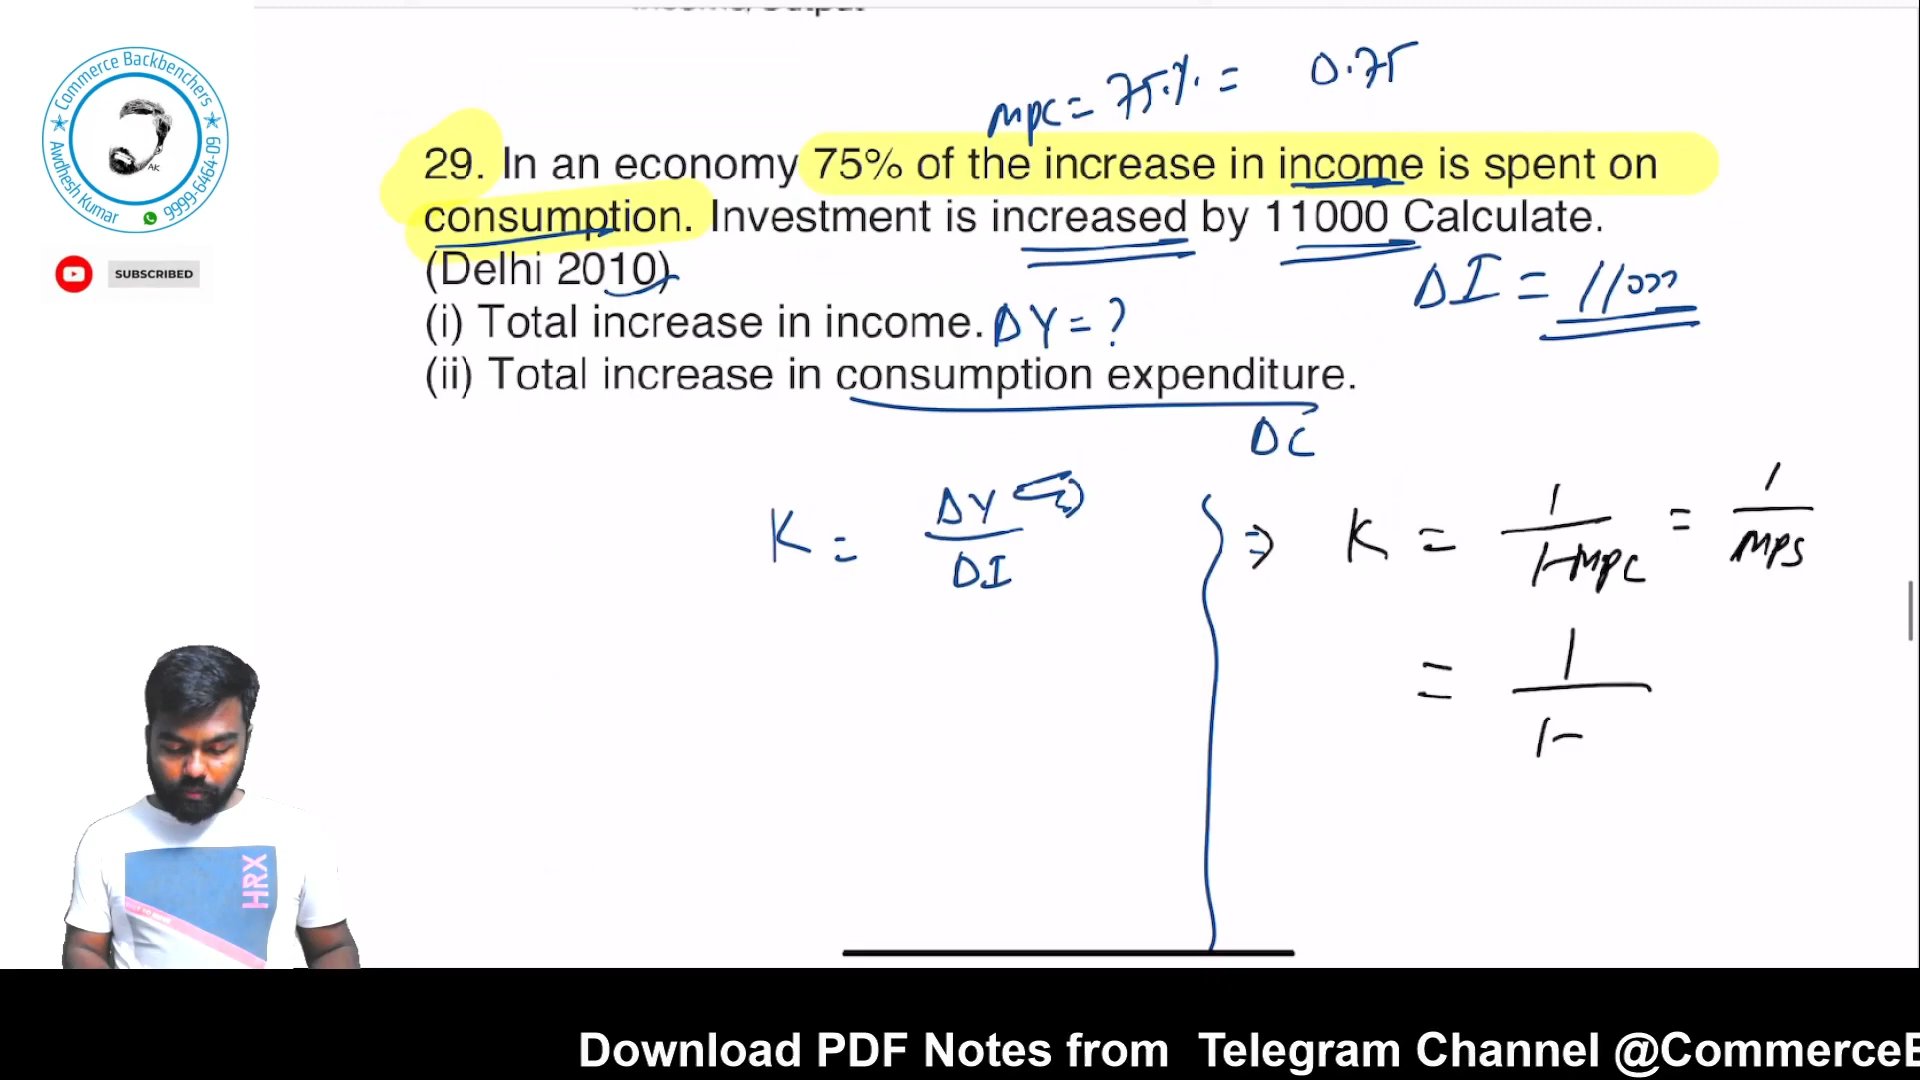 Commerce Backbenchers
Awdhesh Kumar
9999-6464-09
AK
SUBSCRIBED
mpc = 75% = 0.75
29. In an economy 75% of the increase in income is spent on
consumption. Investment is increased by 11000 Calculate.
(Delhi 2010)
ΔI = 11000
(i) Total increase in income. ΔY = ?
(ii) Total increase in consumption expenditure.
ΔC
K = ΔY/ΔI ⇒ K = 1/1-MPC = 1/MPS
= 1/1-
HRX
Download PDF Notes from Telegram Channel @CommerceB